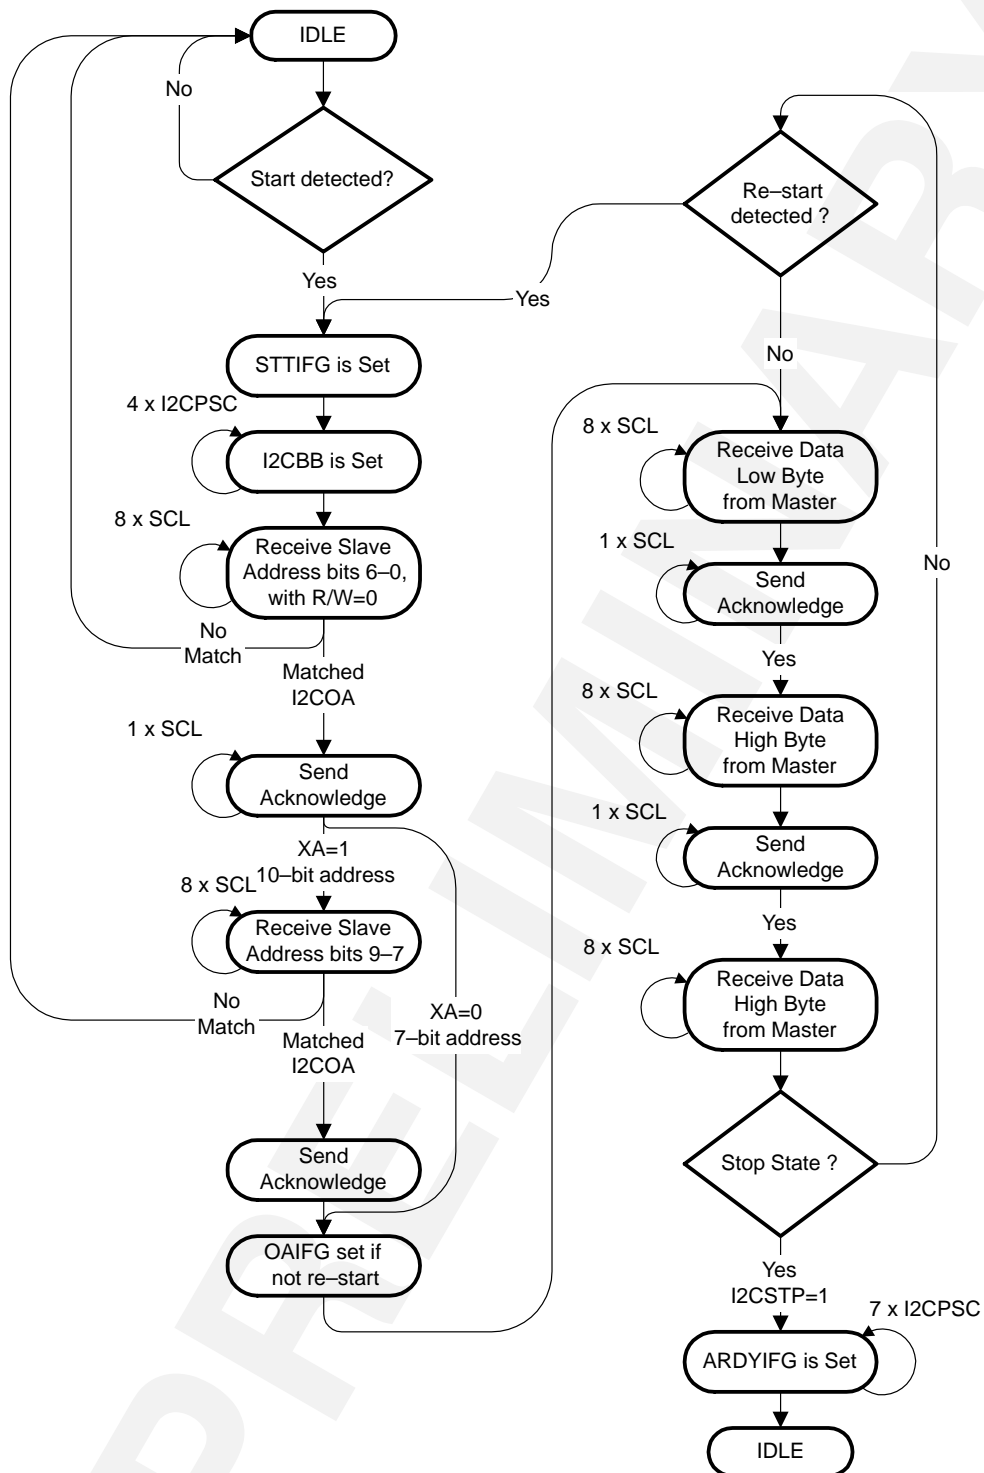 IDLE
No
Start detected?
Yes
STTIFG is Set
4 x I2CPSC
I2CBB is Set
8 x SCL
Receive Slave
Address bits 6–0,
with R/W=0
No
Match
Matched
I2COA
1 x SCL
Send
Acknowledge
XA=1
10–bit address
8 x SCL
Receive Slave
Address bits 9–7
No
Match
XA=0
7–bit address
Matched
I2COA
Send
Acknowledge
OAIFG set if
not re–start
Re–start
detected ?
Yes
No
8 x SCL
Receive Data
Low Byte
from Master
1 x SCL
Send
Acknowledge
No
Yes
8 x SCL
Receive Data
High Byte
from Master
1 x SCL
Send
Acknowledge
Yes
8 x SCL
Receive Data
High Byte
from Master
Stop State ?
Yes
I2CSTP=1
7 x I2CPSC
ARDYIFG is Set
IDLE
PRELIMINARY